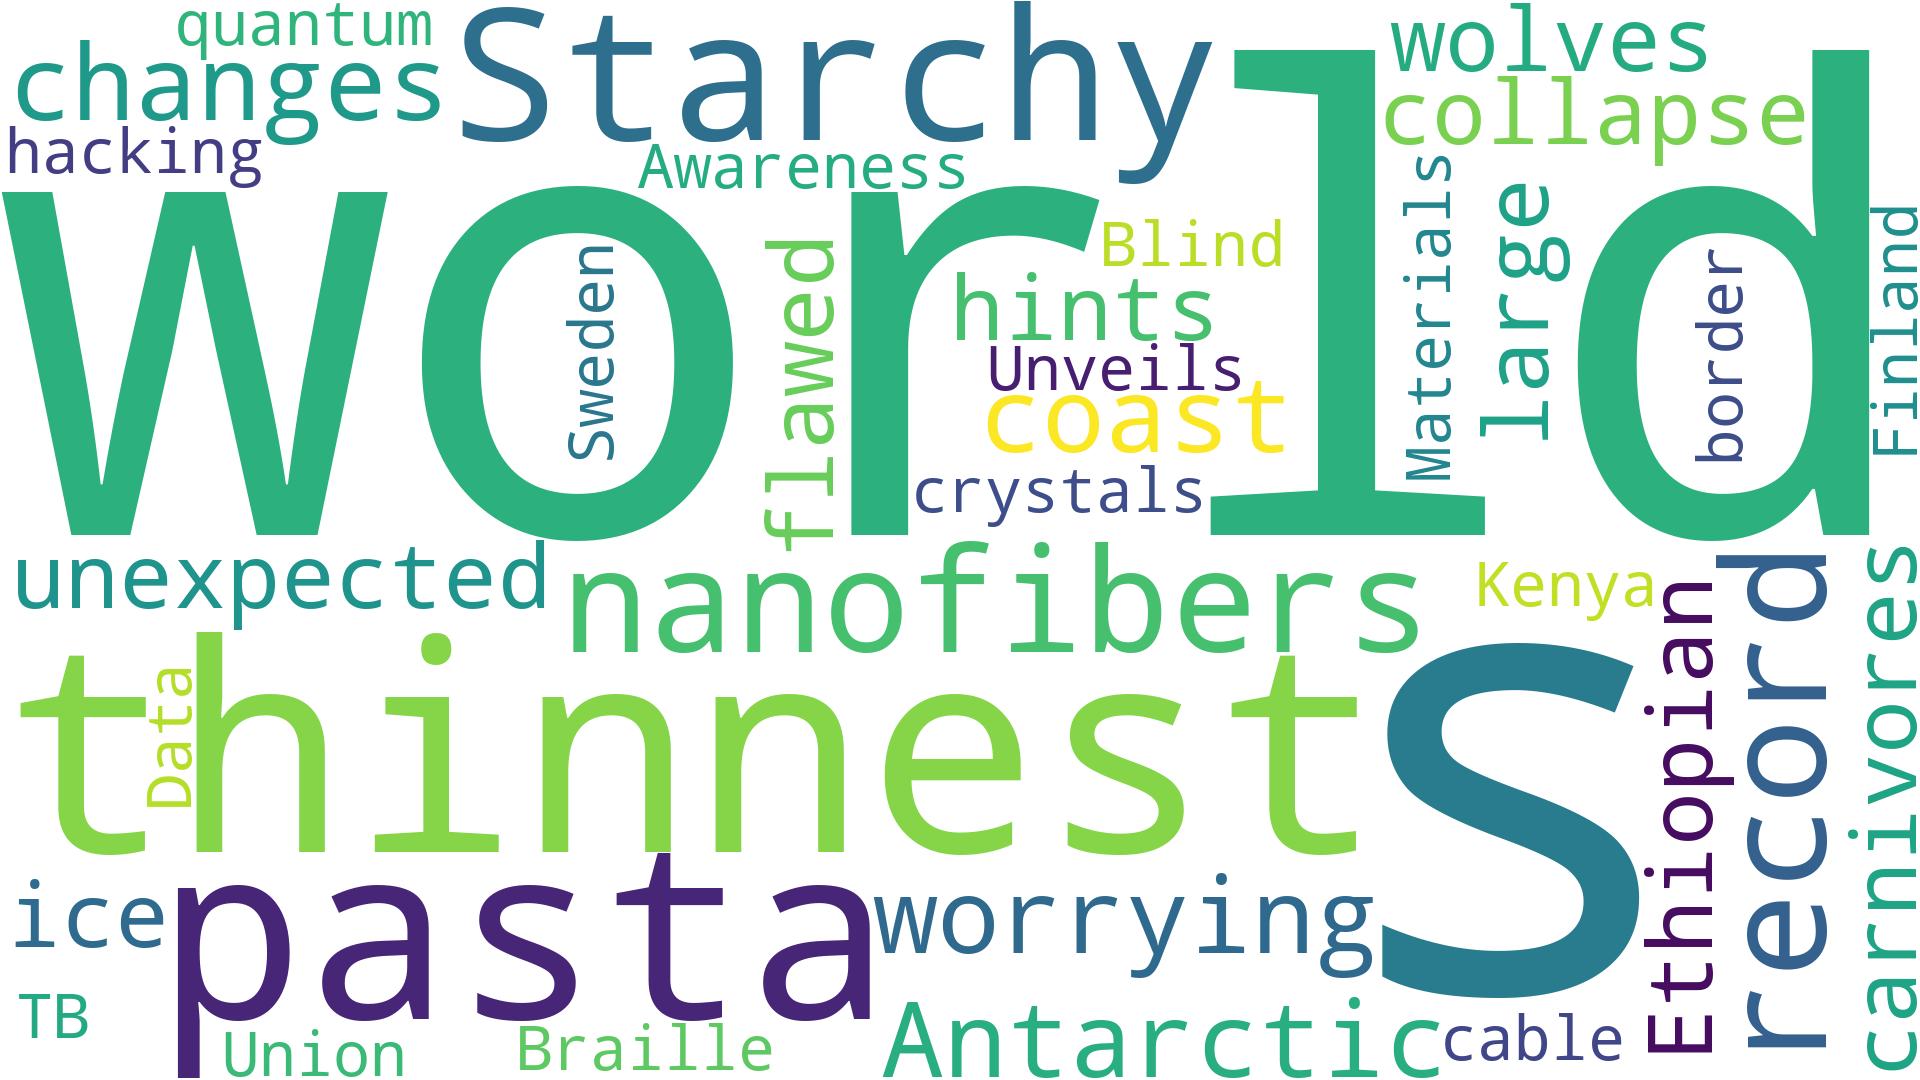 quantum
changes
hacking
Starchy
Awareness
wolves
collapse
world
Sweden
flawed
Blind
hints
Unveils
coast
crystals
Materials
large
border
Finland
unexpected
nanofibers
Kenya
thinnest
Data
s
Ethiopian
record
carnivores
ice
pasta
worrying
TB
Union
Braille
Antarctic
cable